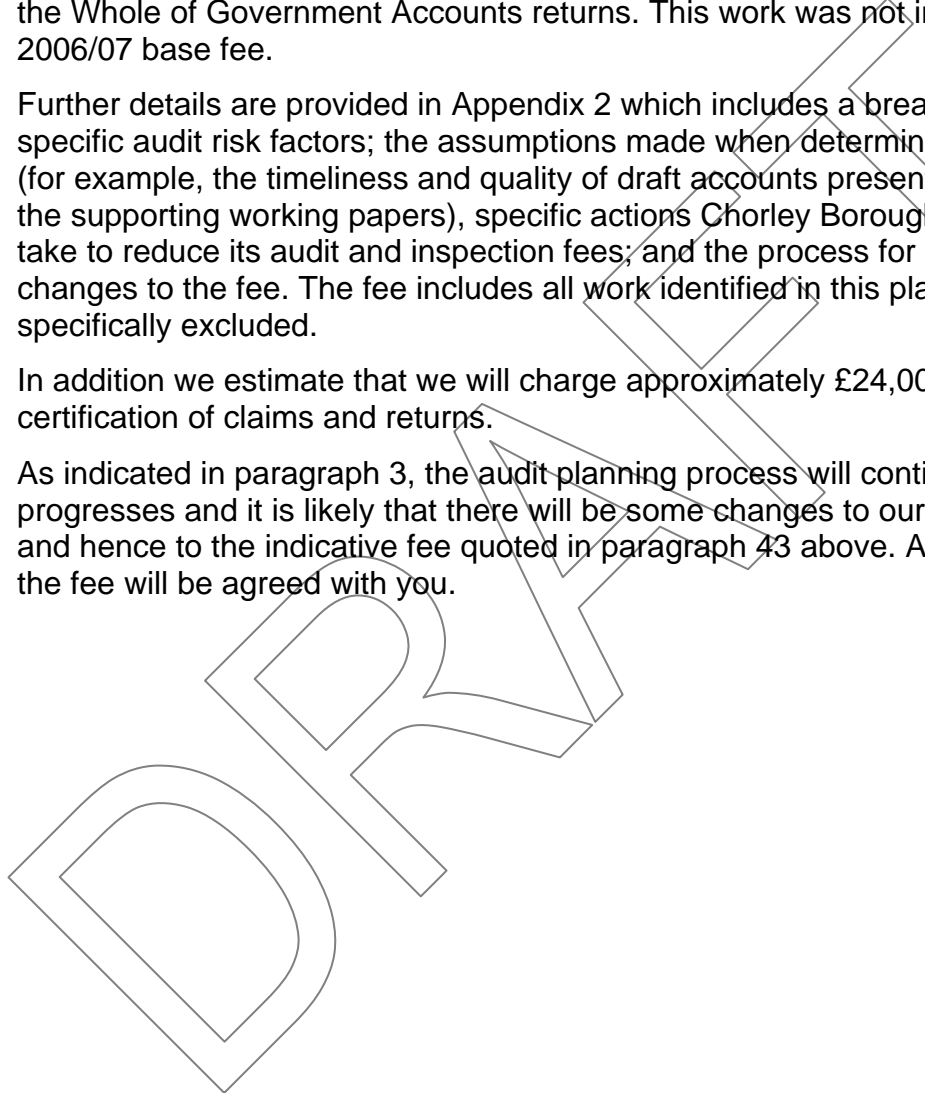 the Whole of Government Accounts returns. This work was not i
2006/07 base fee.
Further details are provided in Appendix 2 which includes a brea
specific audit risk factors; the assumptions made when determin
(for example, the timeliness and quality of draft accounts presen
the supporting working papers), specific actions Chorley Boroug
take to reduce its audit and inspection fees; and the process for
changes to the fee. The fee includes all work identified in this pla
specifically excluded.
In addition we estimate that we will charge approximately £24,00
certification of claims and returns.
As indicated in paragraph 3, the audit planning process will conti
progresses and it is likely that there will be some changes to our
and hence to the indicative fee quoted in paragraph 43 above. A
the fee will be agreed with you.
DRAFT